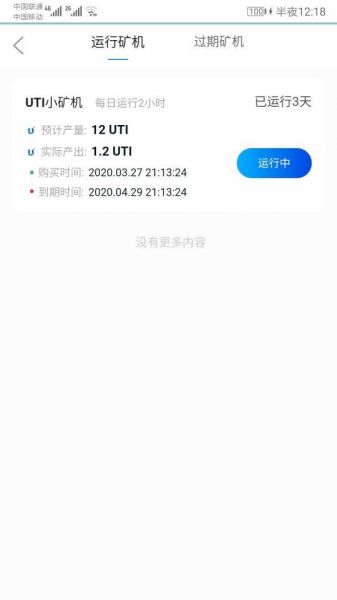 中国联通 4G 2G 100 半夜12:18
中国移动
运行矿机 过期矿机
UTI小矿机 每日运行2小时 已运行3天
预计产量: 12 UTI
实际产出: 1.2 UTI
运行中
购买时间: 2020.03.27 21:13:24
到期时间: 2020.04.29 21:13:24
没有更多内容